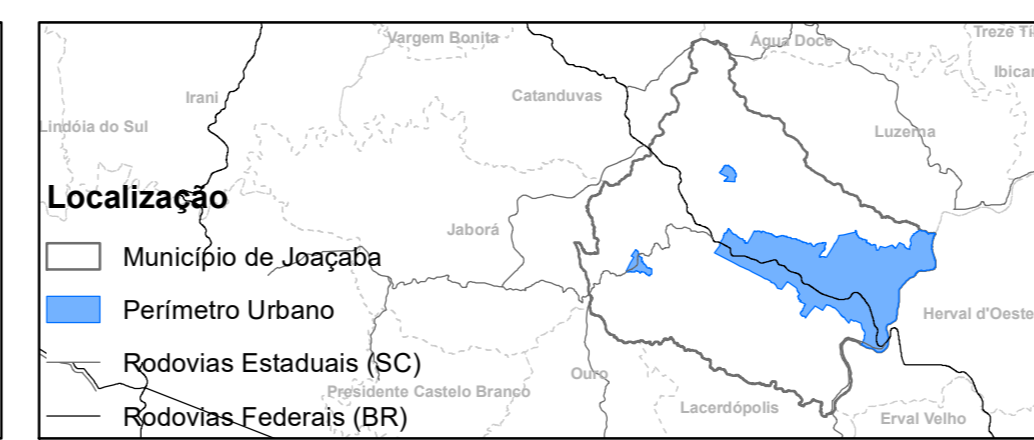 Vargem Bonita
Água Doce
Treze Tí
Irani
Catanduvas
Ibicar
Lindóia do Sul
Luzerna
Localização
Jaborá
Município de Joaçaba
Perímetro Urbano
Herval d'Oeste
Rodovias Estaduais (SC)
Ouro
Presidente Castelo Branco
Lacerdópolis
Rodovias Federais (BR)
Erval Velho